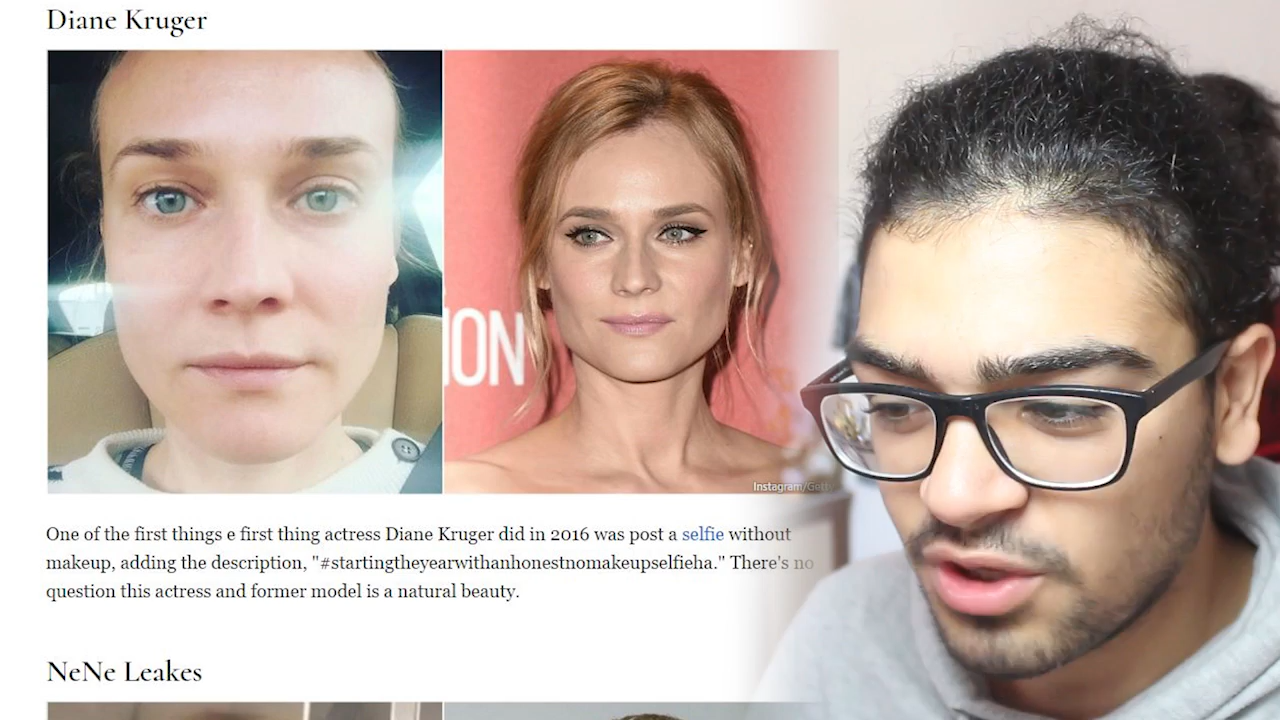 Diane Kruger
ION
Instagram/Getty
One of the first things e first thing actress Diane Kruger did in 2016 was post a selfie without
makeup, adding the description, "#startingtheyearwithanhonestnomakeupselfieha." There's no
question this actress and former model is a natural beauty.
NeNe Leakes